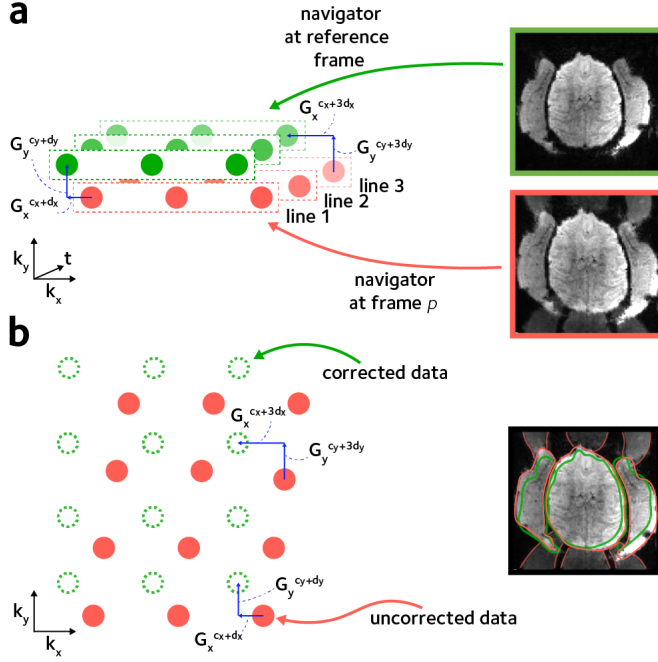 a
navigator
at reference
frame
G_x^{cx+3dx}
G_y^{cy+dy}
G_y^{cy+3dy}
G_x^{cx+dx}
line 3
line 2
line 1
k_y
t
k_x
navigator
at frame p
b
corrected data
G_x^{cx+3dx}
G_y^{cy+3dy}
G_y^{cy+dy}
k_y
G_x^{cx+dx}
uncorrected data
k_x